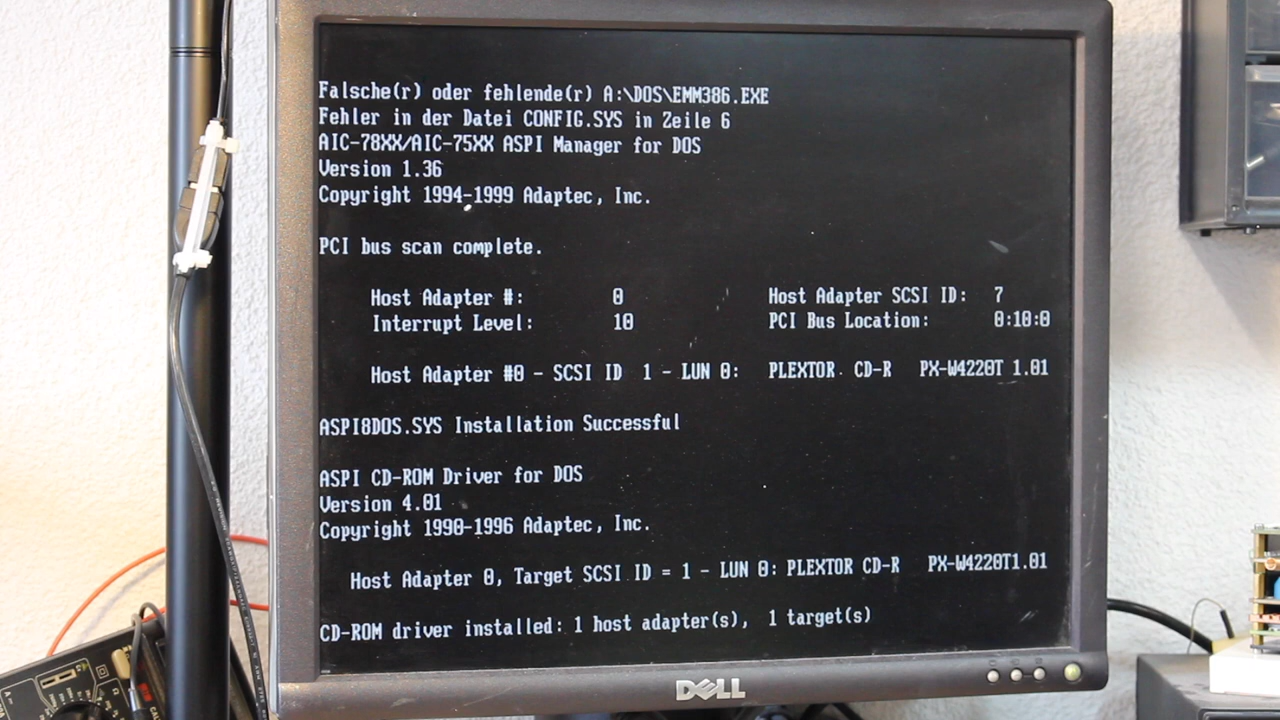 Falsche(r) oder fehlende(r) A:\DOS\EMM386.EXE
Fehler in der Datei CONFIG.SYS in Zeile 6
AIC-78XX/AIC-75XX ASPI Manager for DOS
Version 1.36
Copyright 1994-1999 Adaptec, Inc.
PCI bus scan complete.
Host Adapter #: 0 Host Adapter SCSI ID: 7
Interrupt Level: 10 PCI Bus Location: 0:10:0
Host Adapter #0 - SCSI ID 1 - LUN 0: PLEXTOR CD-R PX-W4220T 1.01
ASPI8DOS.SYS Installation Successful
ASPI CD-ROM Driver for DOS
Version 4.01
Copyright 1990-1996 Adaptec, Inc.
Host Adapter 0, Target SCSI ID = 1 - LUN 0: PLEXTOR CD-R PX-W4220T1.01
CD-ROM driver installed: 1 host adapter(s), 1 target(s)
DELL